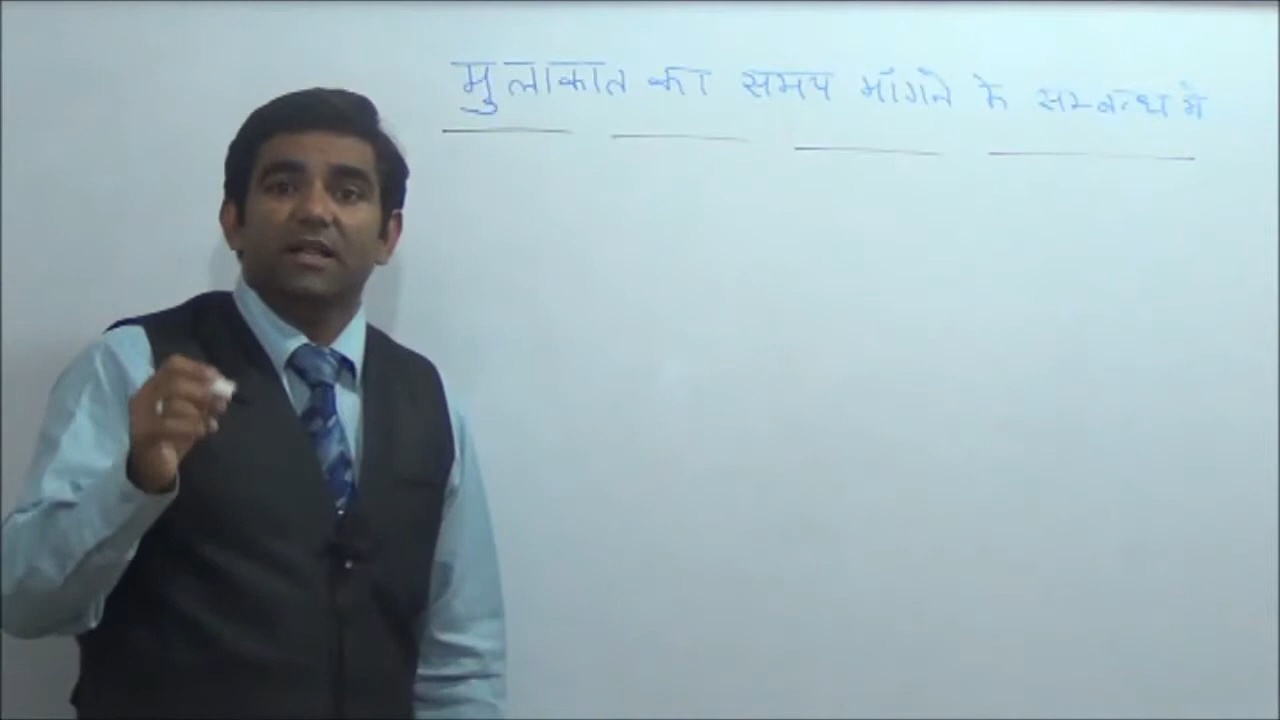 मुलाकात का समय माँगने के सम्बन्ध में